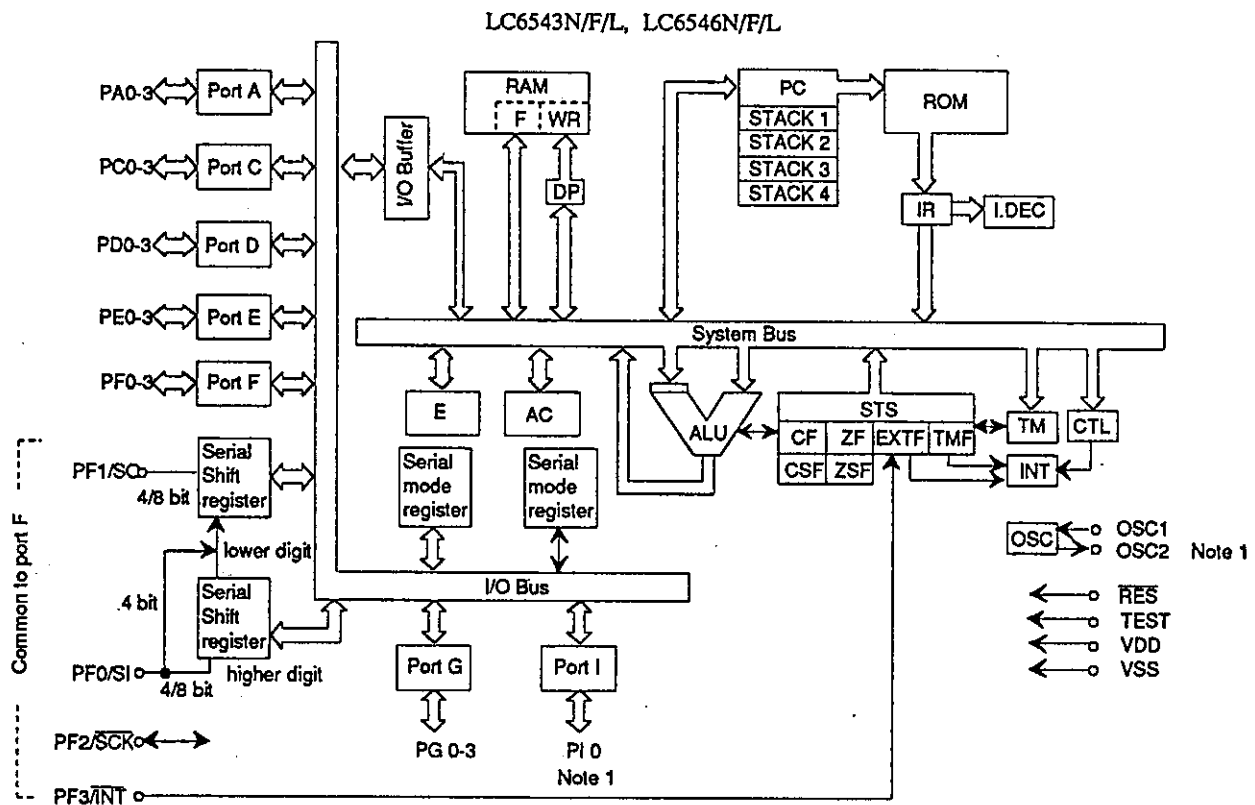 LC6543N/F/L, LC6546N/F/L
PA0-3
Port A
PC0-3
Port C
PD0-3
Port D
PE0-3
Port E
PF0-3
Port F
I/O Buffer
RAM
F
WR
DP
PC
STACK 1
STACK 2
STACK 3
STACK 4
ROM
IR
I.DEC
System Bus
E
AC
ALU
STS
CF
ZF
EXTF
TMF
CSF
ZSF
TM
CTL
INT
Common to port F
PF1/SO
4/8 bit
Serial
Shift
register
lower digit
.4 bit
Serial
Shift
register
higher digit
PF0/SI
4/8 bit
PF2/SCK
PF3/INT
Serial
mode
register
Serial
mode
register
I/O Bus
Port G
Port I
PG 0-3
PI 0
Note 1
OSC
OSC1
OSC2 Note 1
RES
TEST
VDD
VSS